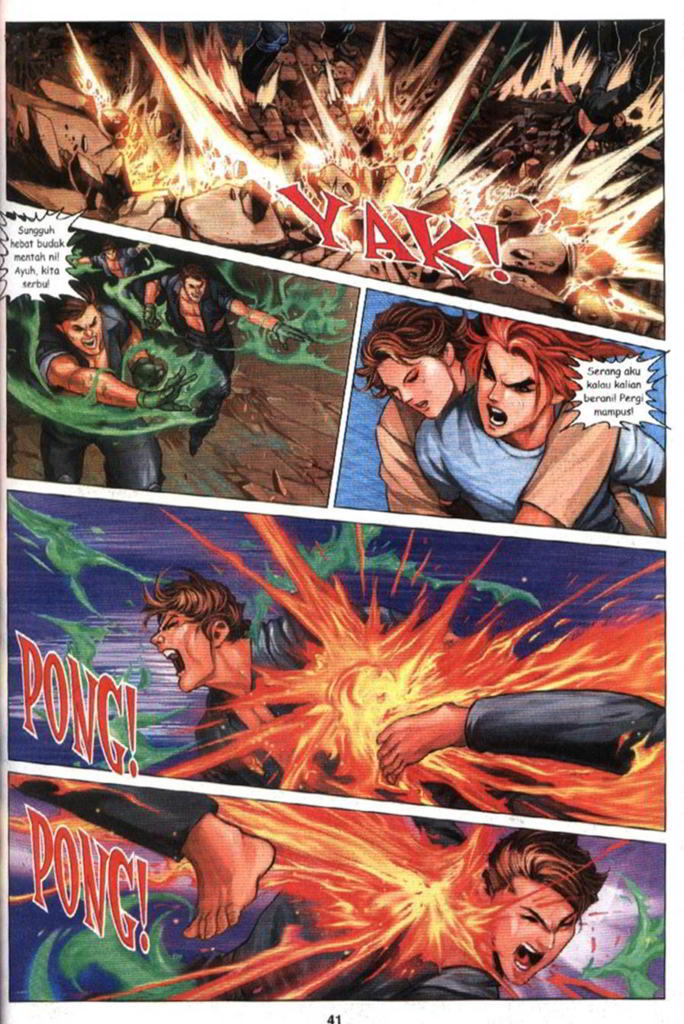 YAK!
Sungguh
hebat budak
mentah ni!
Ayuh, kita
serbu!
Serang aku
kalau kalian
berani! Pergi
mampus!
PONG!
PONG!
41